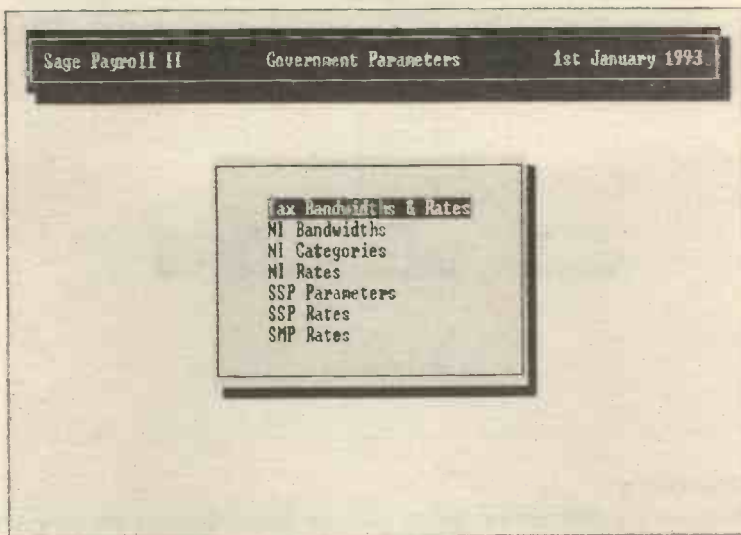 Sage Payroll II Government Parameters 1st January 1993
Tax Bandwidths & Rates
NI Bandwidths
NI Categories
NI Rates
SSP Parameters
SSP Rates
SMP Rates